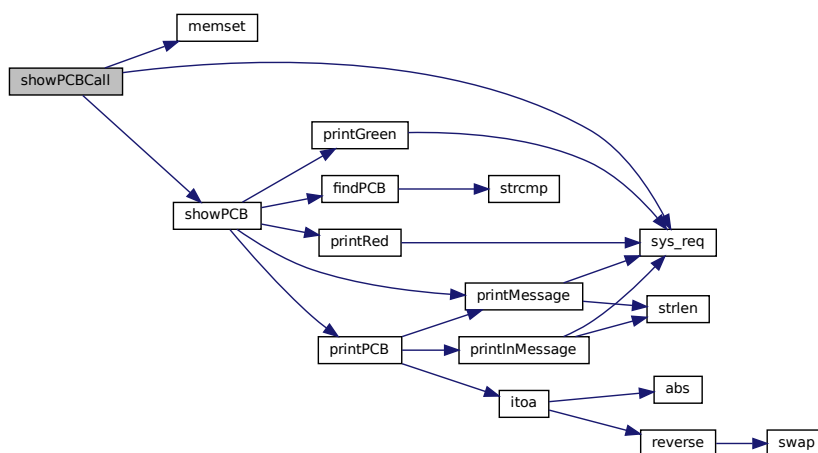 memset
showPCBCall
printGreen
findPCB
strcmp
showPCB
printRed
sys_req
printMessage
strlen
printPCB
printlnMessage
abs
itoa
reverse
swap